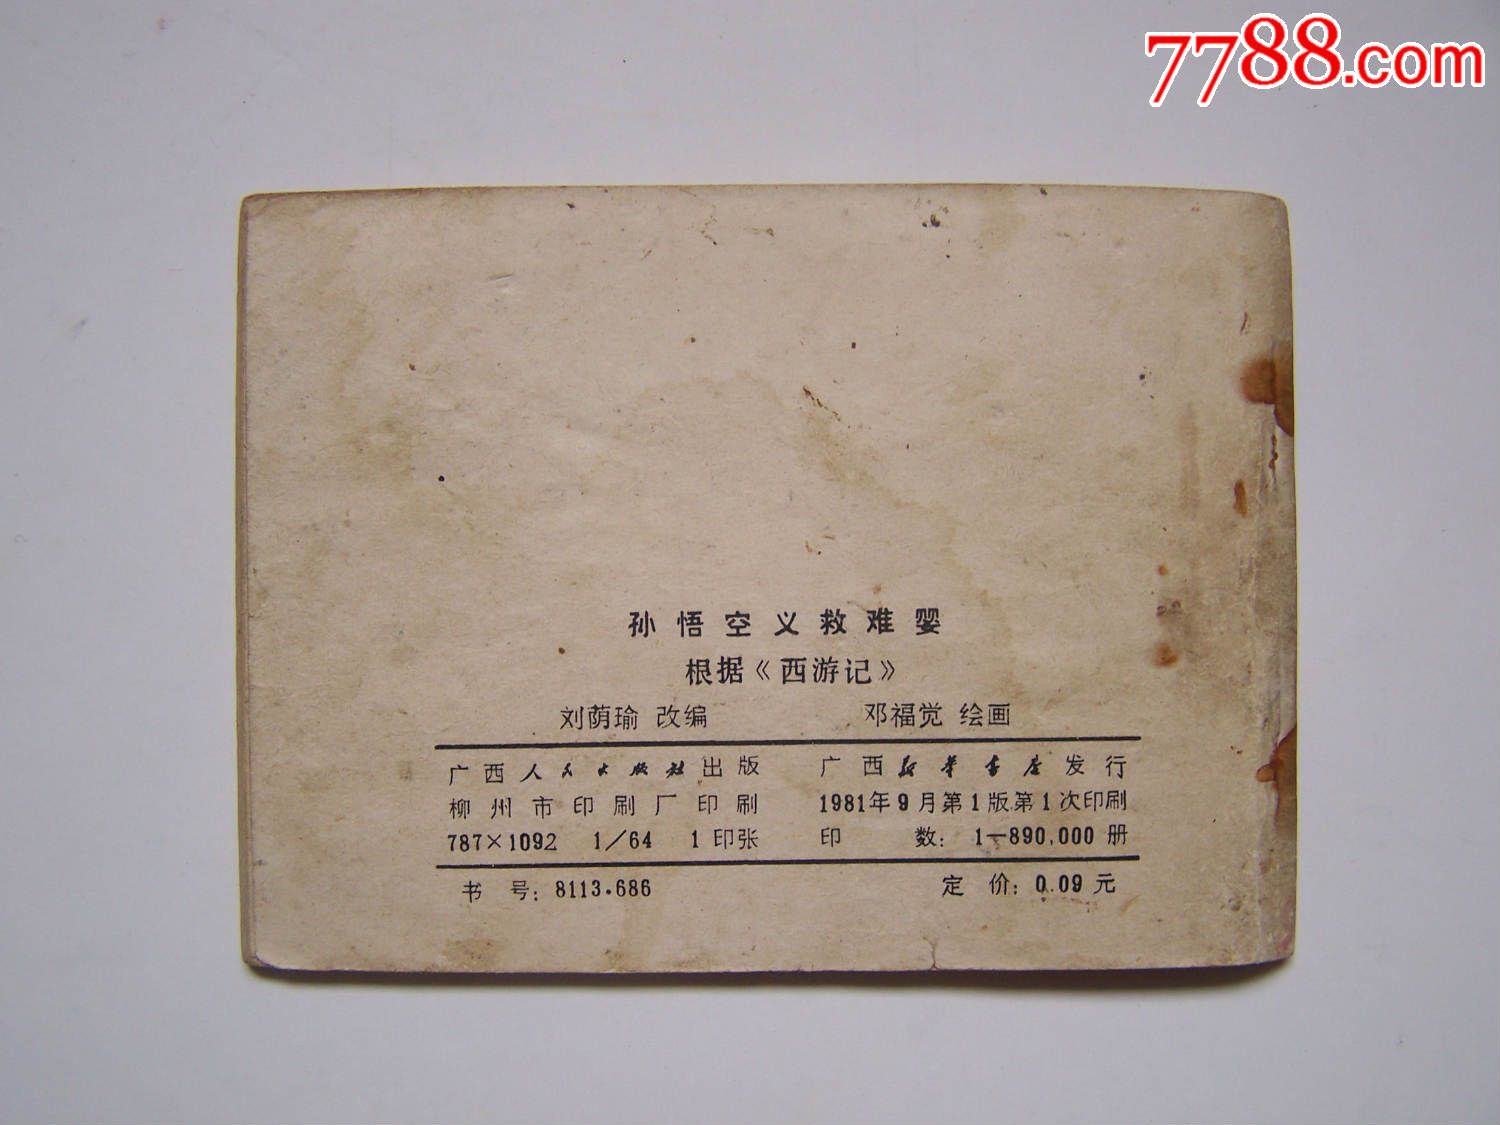 7788.com
孙悟空义救难婴
根据《西游记》
刘荫瑜 改编 邓福觉 绘画
广西人民出版社出版 广西新华书店发行
柳州市印刷厂印刷 1981年9月第1版第1次印刷
787×1092 1/64 1印张 印数：1—890,000册
书号：8113·686 定价：0.09元